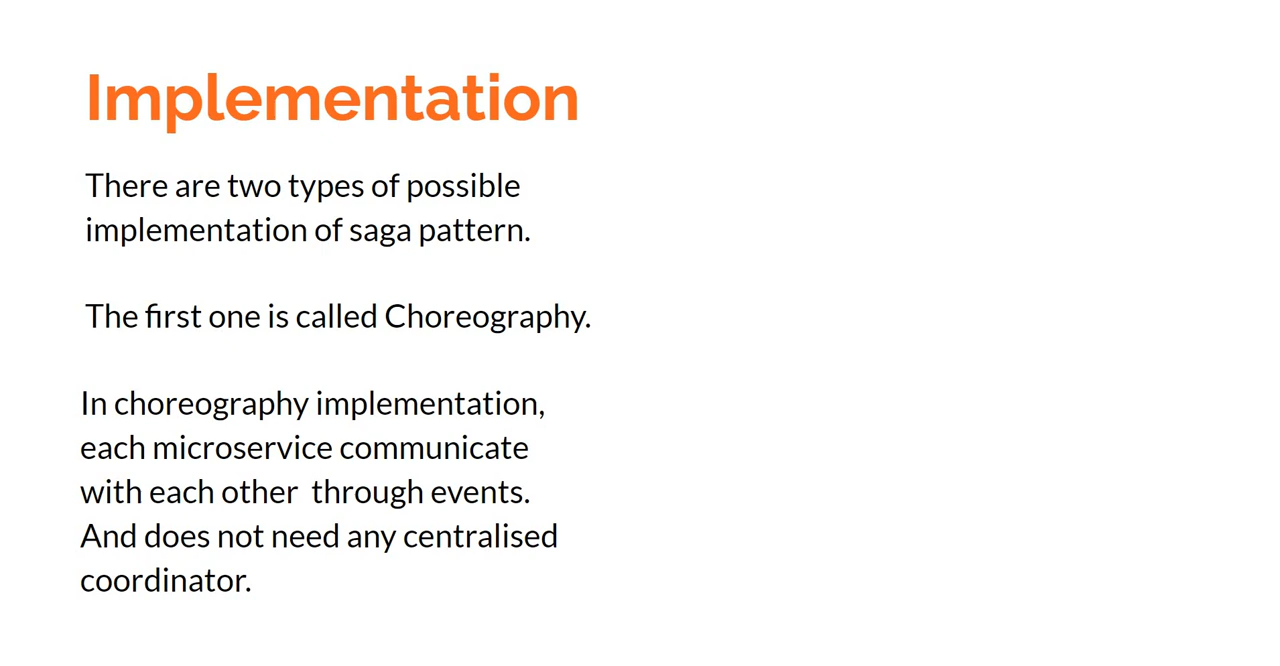 Implementation
There are two types of possible
implementation of saga pattern.
The first one is called Choreography.
In choreography implementation,
each microservice communicate
with each other  through events.
And does not need any centralised
coordinator.